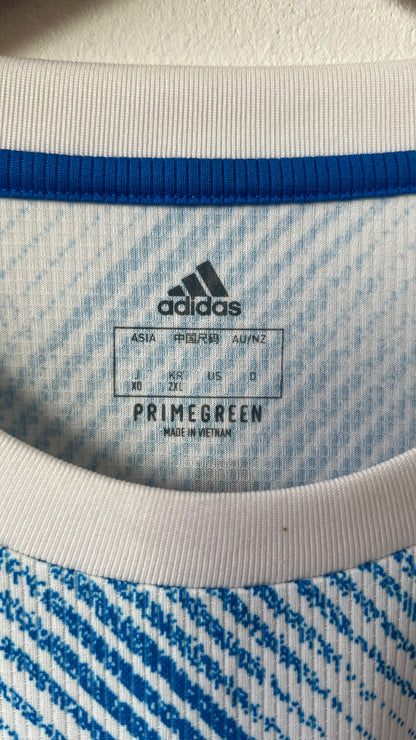 adidas
ASIA 中国尺码 AU/NZ
J KR US O
XO 2XL
PRIMEGREEN
MADE IN VIETNAM